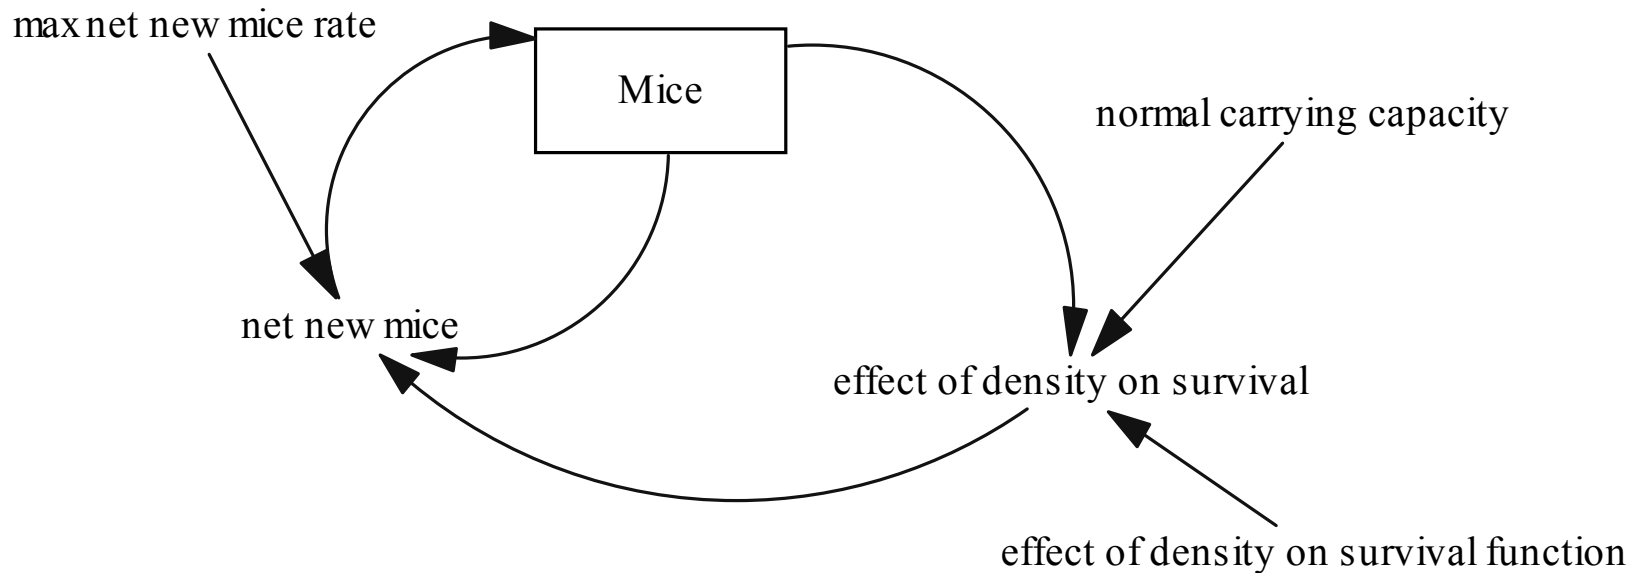 max net new mice rate
Mice
normal carrying capacity
net new mice
effect of density on survival
effect of density on survival function